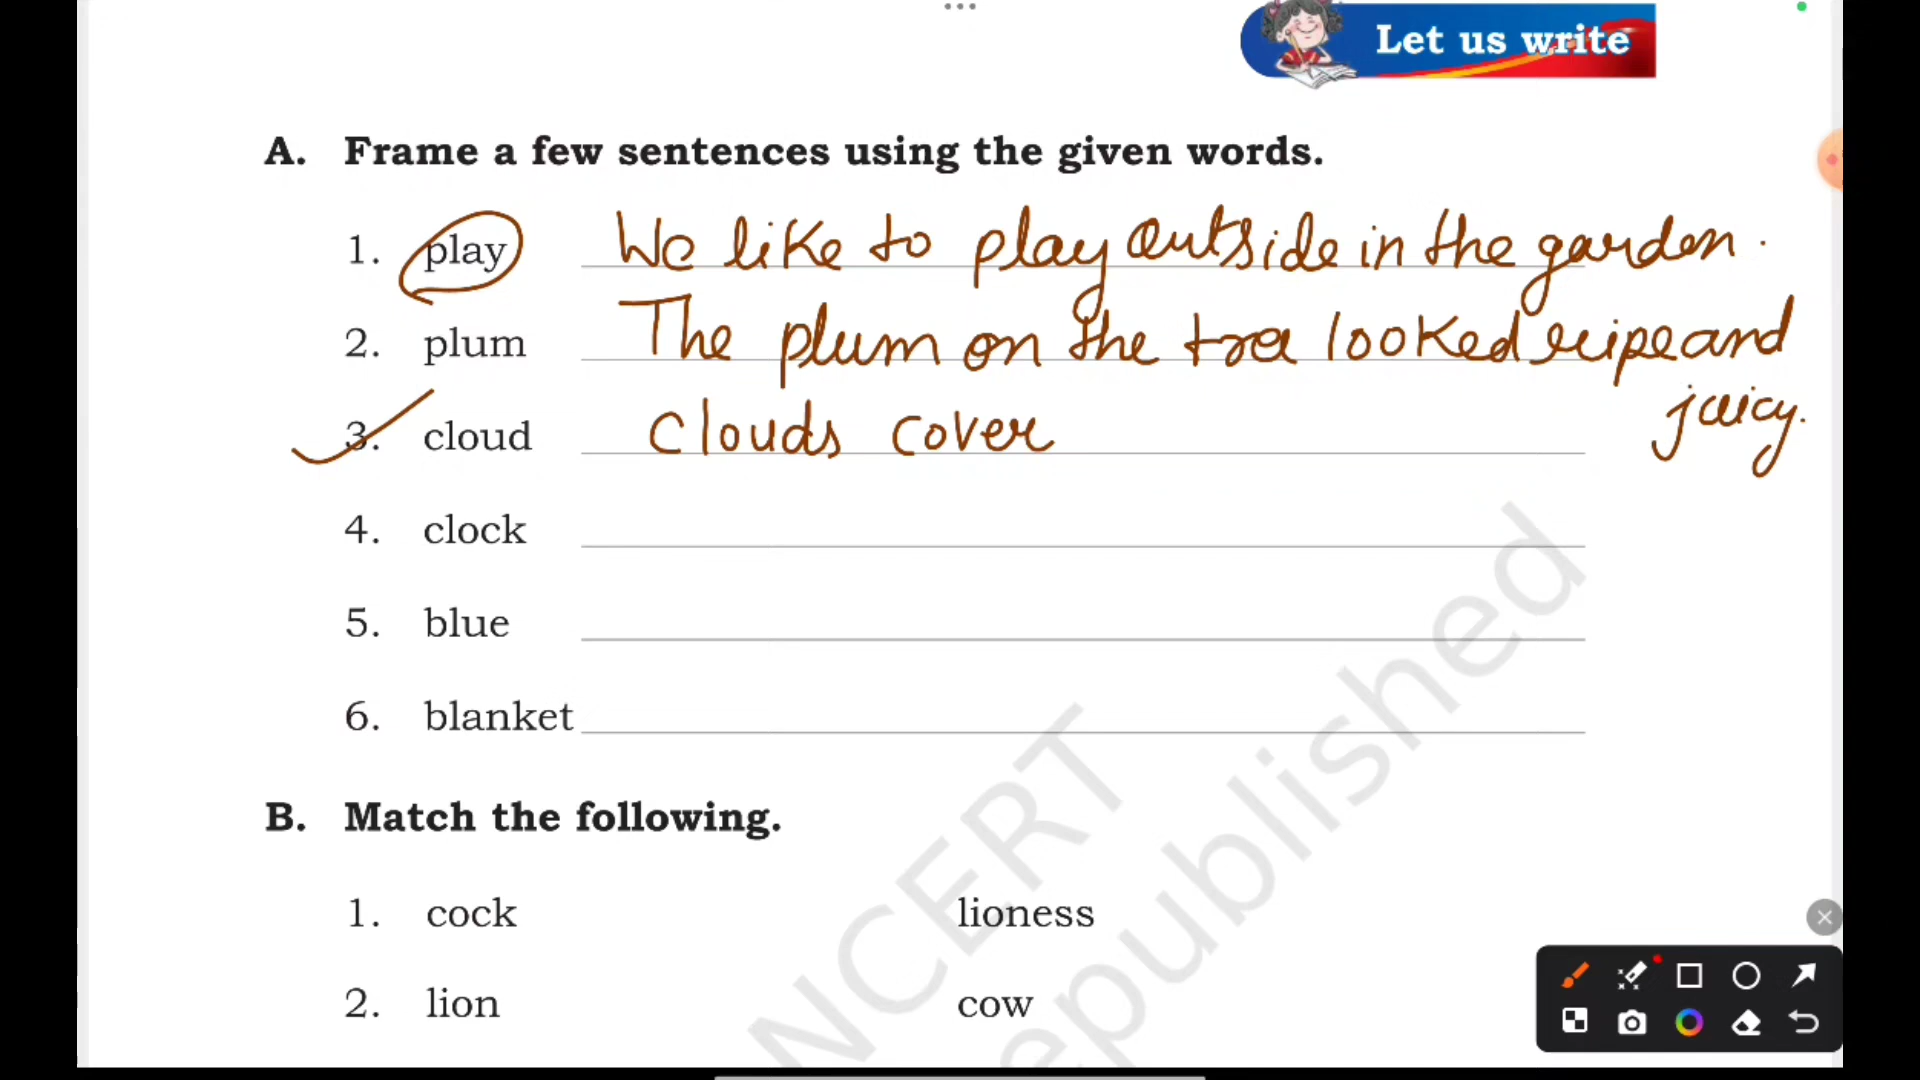 Let us write
A. Frame a few sentences using the given words.
1. play We like to play outside in the garden.
2. plum The plum on the tree looked ripe and
juicy.
3. cloud Clouds cover
4. clock
5. blue
6. blanket
B. Match the following.
1. cock lioness
2. lion cow
NCERT
republished